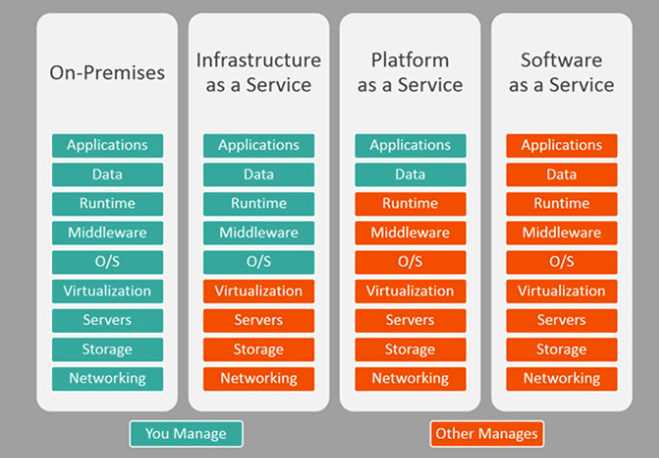 On-Premises
Applications
Data
Runtime
Middleware
O/S
Virtualization
Servers
Storage
Networking
Infrastructure
as a Service
Applications
Data
Runtime
Middleware
O/S
Virtualization
Servers
Storage
Networking
Platform
as a Service
Applications
Data
Runtime
Middleware
O/S
Virtualization
Servers
Storage
Networking
Software
as a Service
Applications
Data
Runtime
Middleware
O/S
Virtualization
Servers
Storage
Networking
You Manage
Other Manages